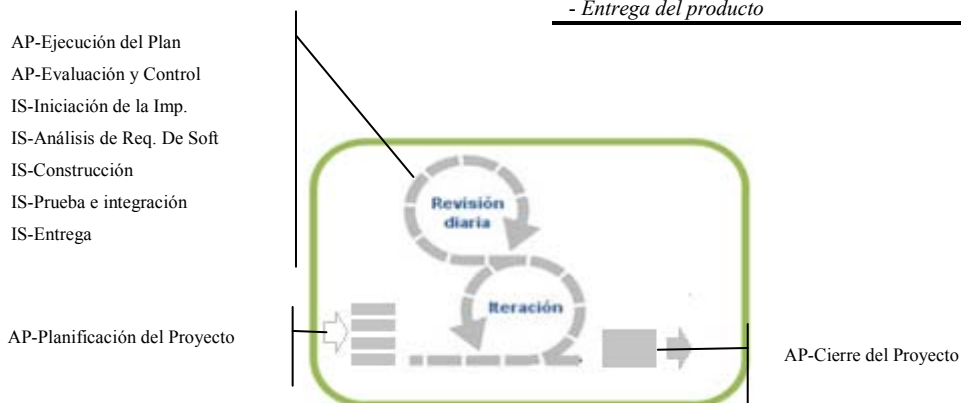 - Entrega del producto
AP-Ejecución del Plan
AP-Evaluación y Control
IS-Iniciación de la Imp.
IS-Análisis de Req. De Soft
IS-Construcción
IS-Prueba e integración
IS-Entrega
Revisión
diaria
Iteración
AP-Planificación del Proyecto
AP-Cierre del Proyecto